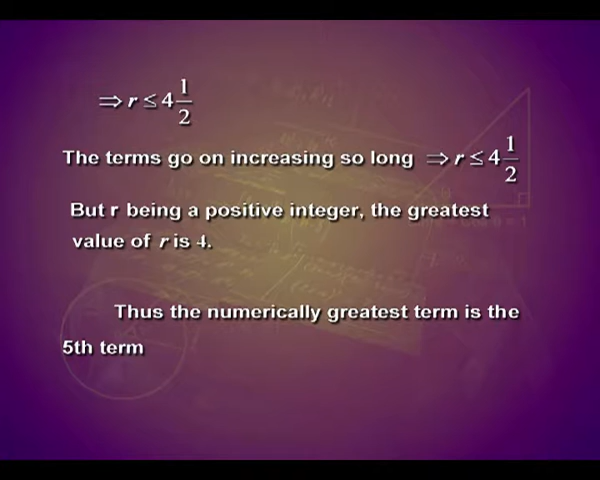 ⇒ r ≤ 4 1/2
The terms go on increasing so long ⇒ r ≤ 4 1/2
But r being a positive integer, the greatest
value of r is 4.
Thus the numerically greatest term is the
5th term